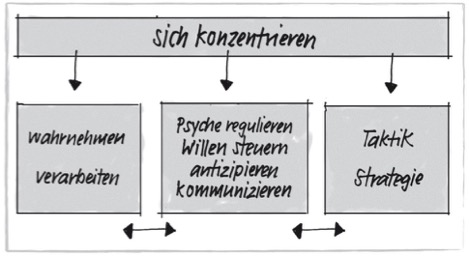 sich konzentrieren
wahrnehmen
verarbeiten
Psyche regulieren
Willen steuern
antizipieren
kommunizieren
Taktik
Strategie